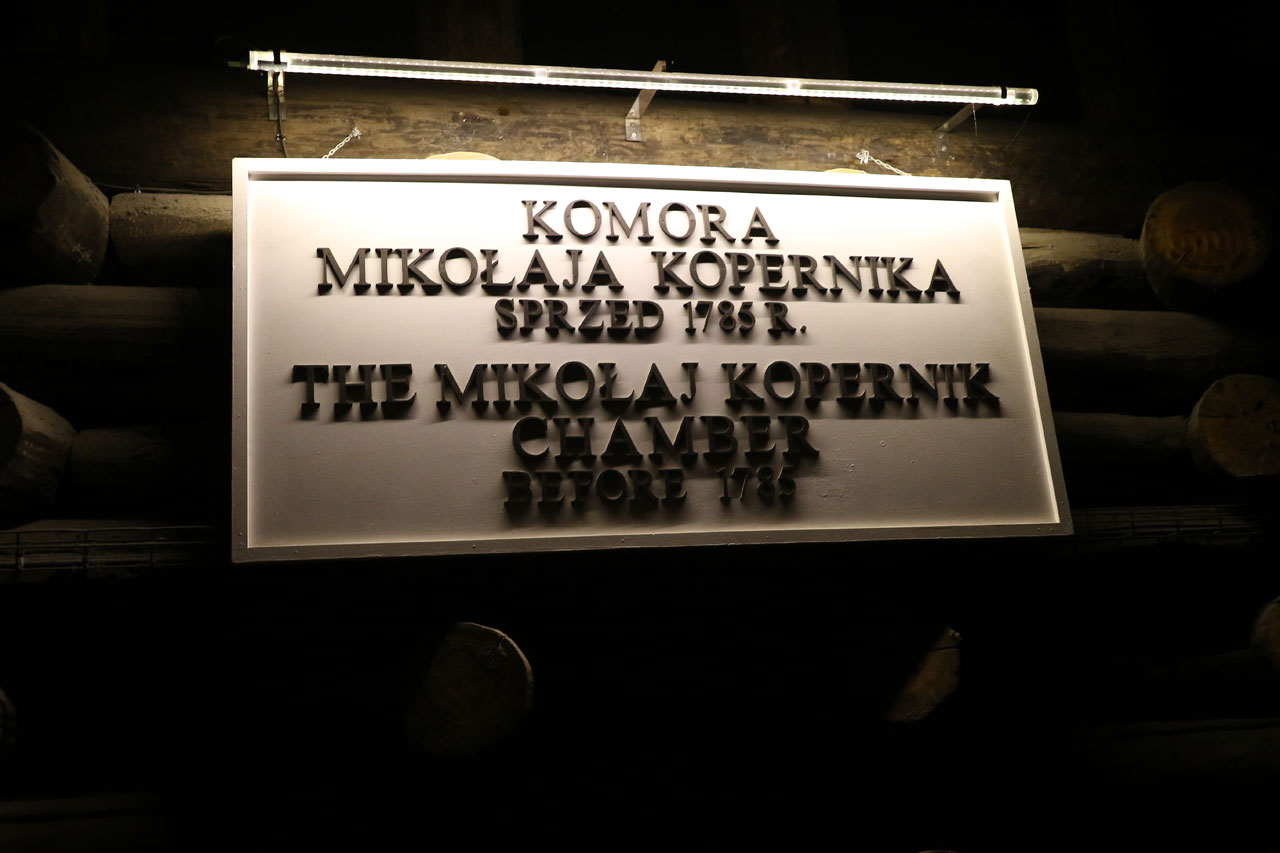 KOMORA
MIKOŁAJA KOPERNIKA
SPRZED 1785 R.
THE MIKOŁAJ KOPERNIK
CHAMBER
BEFORE 1785